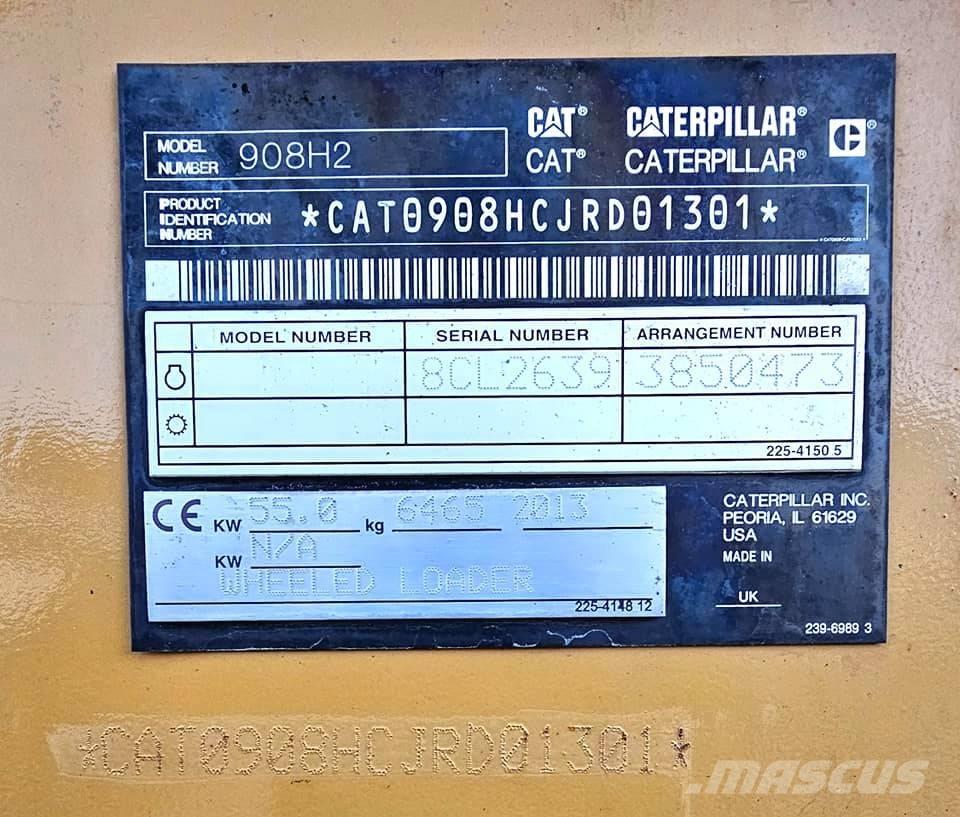 CAT® CATERPILLAR®
MODEL NUMBER 908H2
CAT® CATERPILLAR®
PRODUCT
IDENTIFICATION
NUMBER
*CAT0908HCJRD01301*
MODEL NUMBER SERIAL NUMBER ARRANGEMENT NUMBER
8CL2639 3850473
225-4150 5
CE KW 55.0 kg 6465 2013
KW N/A
WHEELED LOADER
225-4148 12
CATERPILLAR INC.
PEORIA, IL 61629
USA
MADE IN
UK
239-6989 3
*CAT0908HCJRD01301*
MASCUS